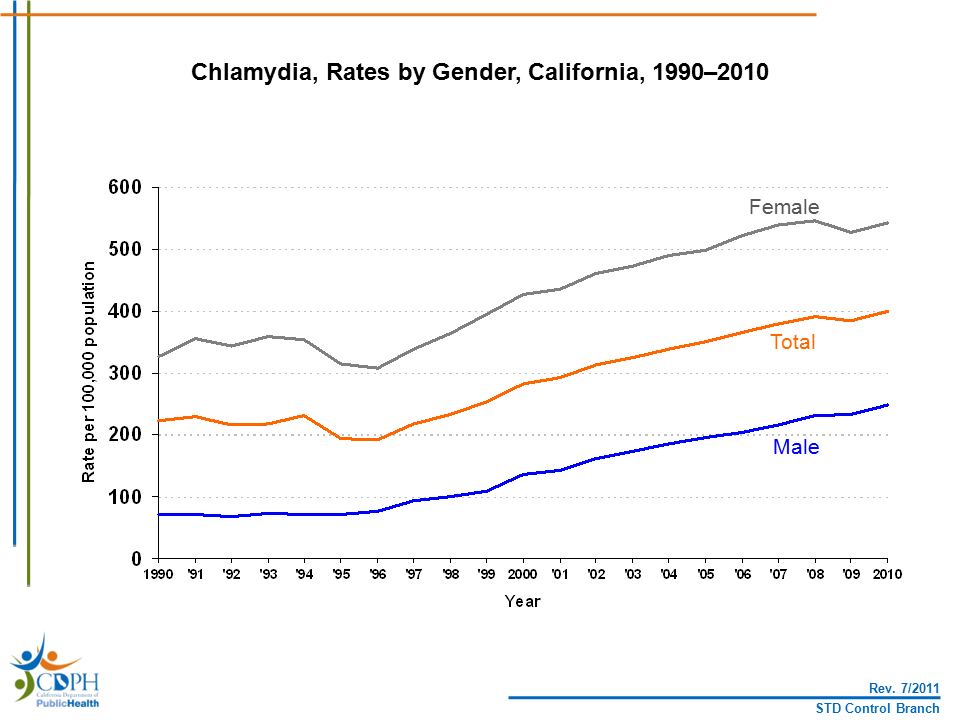 Chlamydia, Rates by Gender, California, 1990–2010
600
500
400
300
200
100
0
Rate per 100,000 population
Female
Total
Male
1990 '91 '92 '93 '94 '95 '96 '97 '98 '99 2000 '01 '02 '03 '04 '05 '06 '07 '08 '09 2010
Year
CDPH
California Department of
PublicHealth
Rev. 7/2011
STD Control Branch